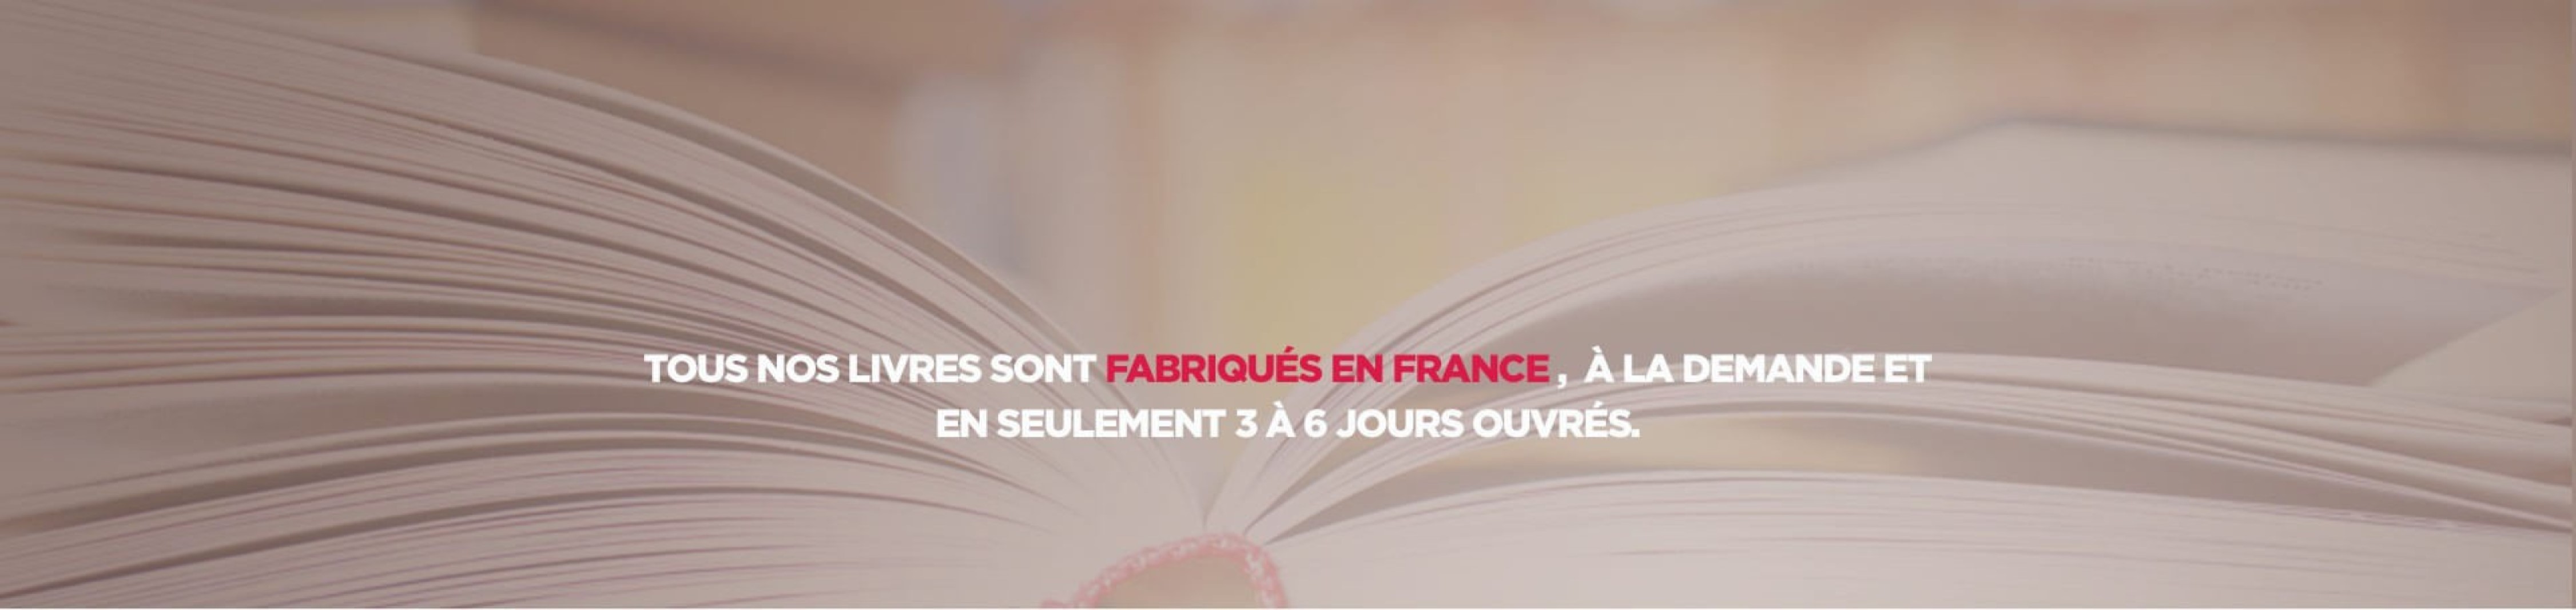 TOUS NOS LIVRES SONT FABRIQUÉS EN FRANCE , À LA DEMANDE ET
EN SEULEMENT 3 À 6 JOURS OUVRÉS.